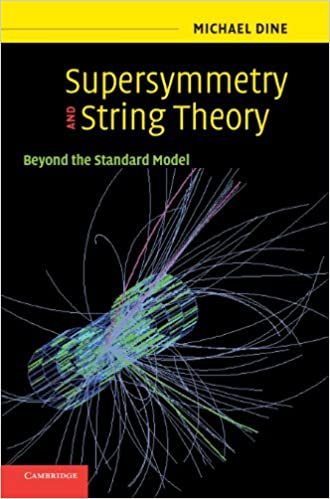 MICHAEL DINE
Supersymmetry
AND String Theory
Beyond the Standard Model
CAMBRIDGE